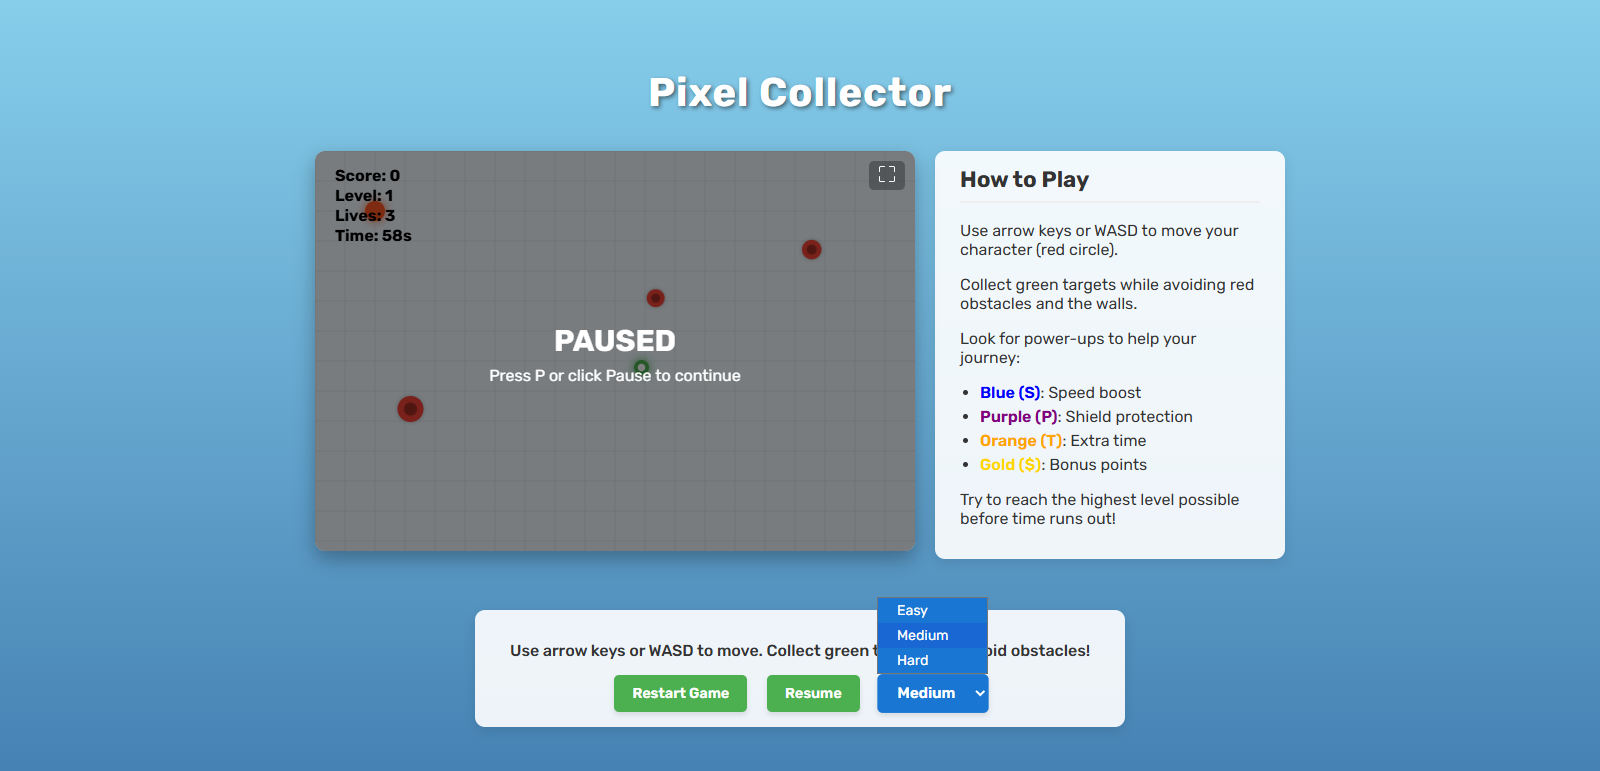 Pixel Collector
Score: 0
Level: 1
Lives: 3
Time: 58s
PAUSED
Press P or click Pause to continue
How to Play
Use arrow keys or WASD to move your
character (red circle).
Collect green targets while avoiding red
obstacles and the walls.
Look for power-ups to help your
journey:
Blue (S): Speed boost
Purple (P): Shield protection
Orange (T): Extra time
Gold ($): Bonus points
Try to reach the highest level possible
before time runs out!
Easy
Medium
Hard
Use arrow keys or WASD to move. Collect green obstacles!
Restart Game
Resume
Medium